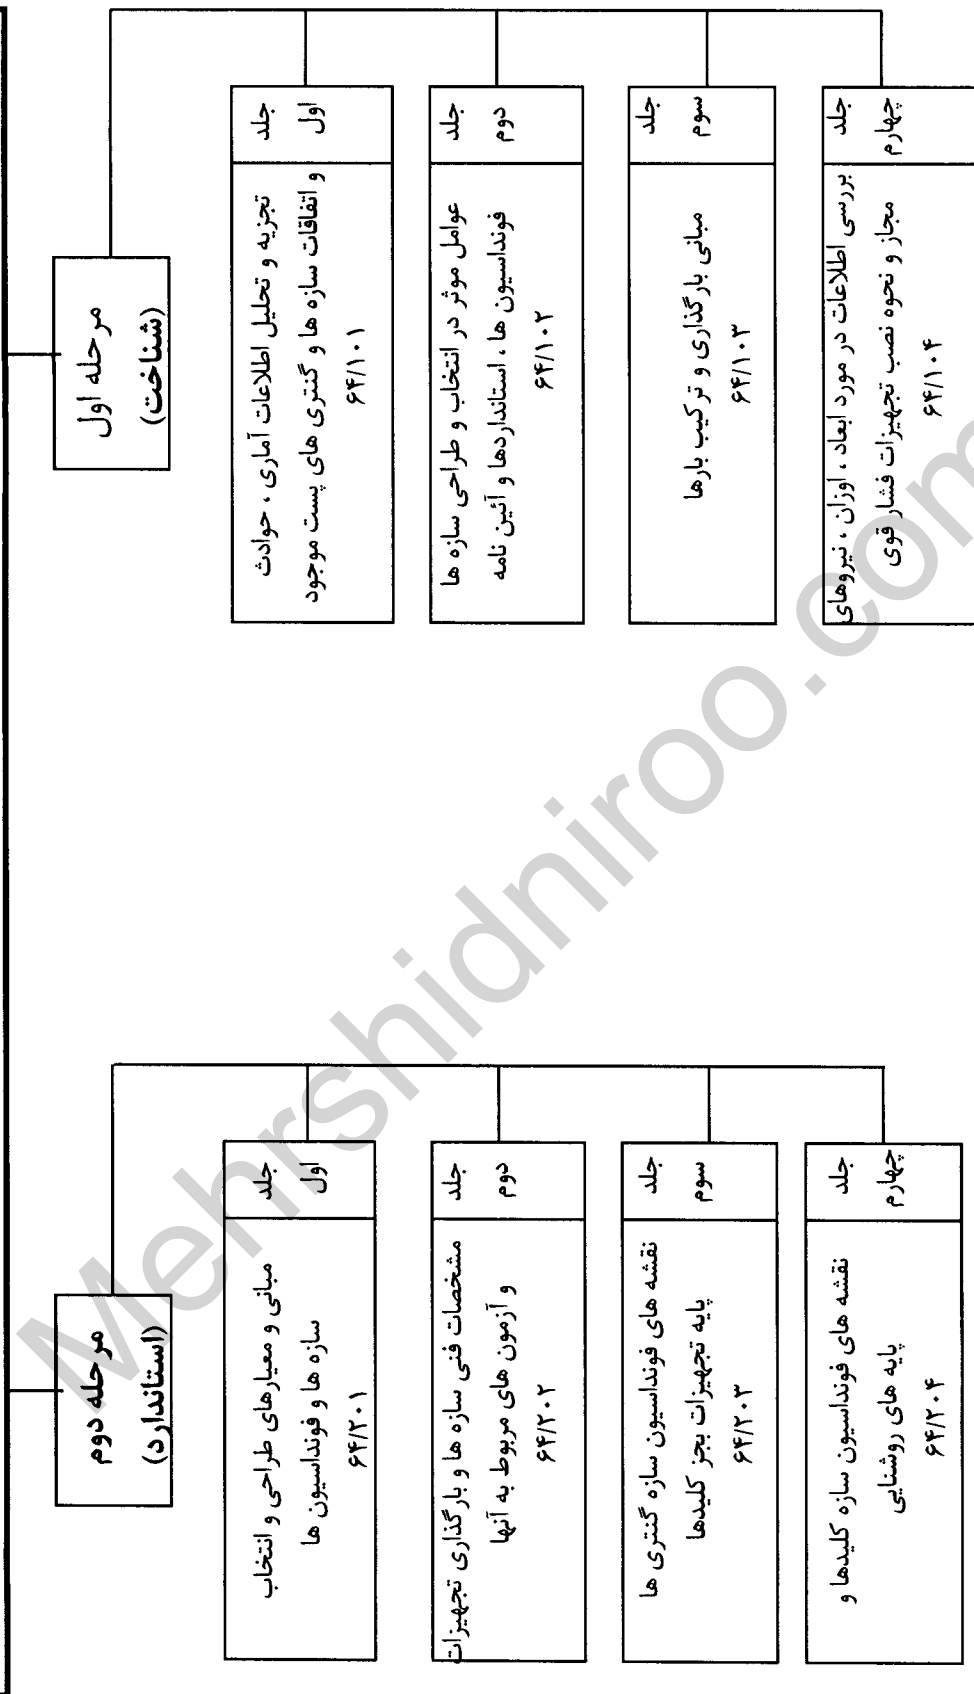 مرحله اول
(شناخت)
جلد
اول
تجزیه و تحلیل اطلاعات آماری ، حوادث
و اتفاقات سازه ها و گنتری های پست موجود
۶۴/۱۰۱
جلد
دوم
عوامل موثر در انتخاب و طراحی سازه ها
فونداسیون ها ، استانداردها و آئین نامه
۶۴/۱۰۲
جلد
سوم
مبانی بارگذاری و ترکیب بارها
۶۴/۱۰۳
جلد
چهارم
بررسی اطلاعات در مورد ابعاد ، اوزان ، نیروهای
مجاز و نحوه نصب تجهیزات فشار قوی
۶۴/۱۰۴
مرحله دوم
(استاندارد)
جلد
اول
مبانی و معیارهای طراحی و انتخاب
سازه ها و فونداسیون ها
۶۴/۲۰۱
جلد
دوم
مشخصات فنی سازه ها و بارگذاری تجهیزات
و آزمون های مربوط به آنها
۶۴/۲۰۲
جلد
سوم
نقشه های فونداسیون سازه گنتری ها
پایه تجهیزات بجز کلیدها
۶۴/۲۰۳
جلد
چهارم
نقشه های فونداسیون سازه کلیدها و
پایه های روشنایی
۶۴/۲۰۴
Mehrshidniroo.com